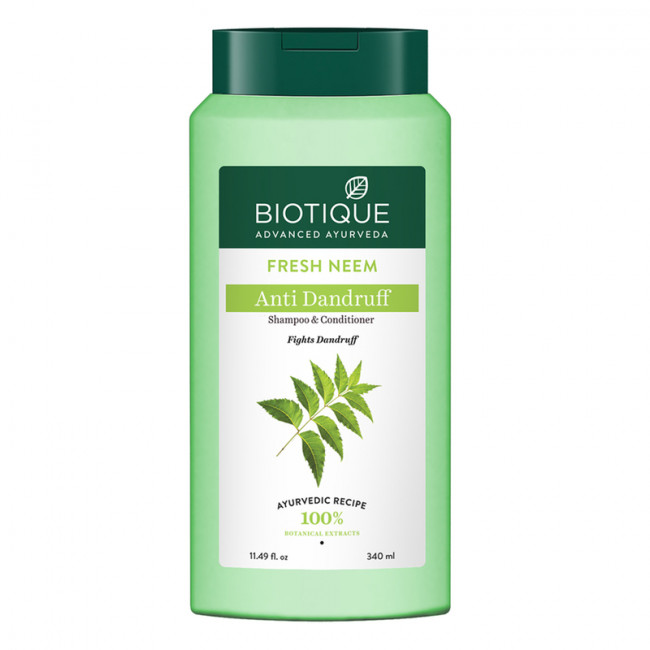 BIOTIQUE
ADVANCED AYURVEDA
FRESH NEEM
Anti Dandruff
Shampoo & Conditioner
Fights Dandruff
AYURVEDIC RECIPE
100%
BOTANICAL EXTRACTS
11.49 fl. oz 340 ml